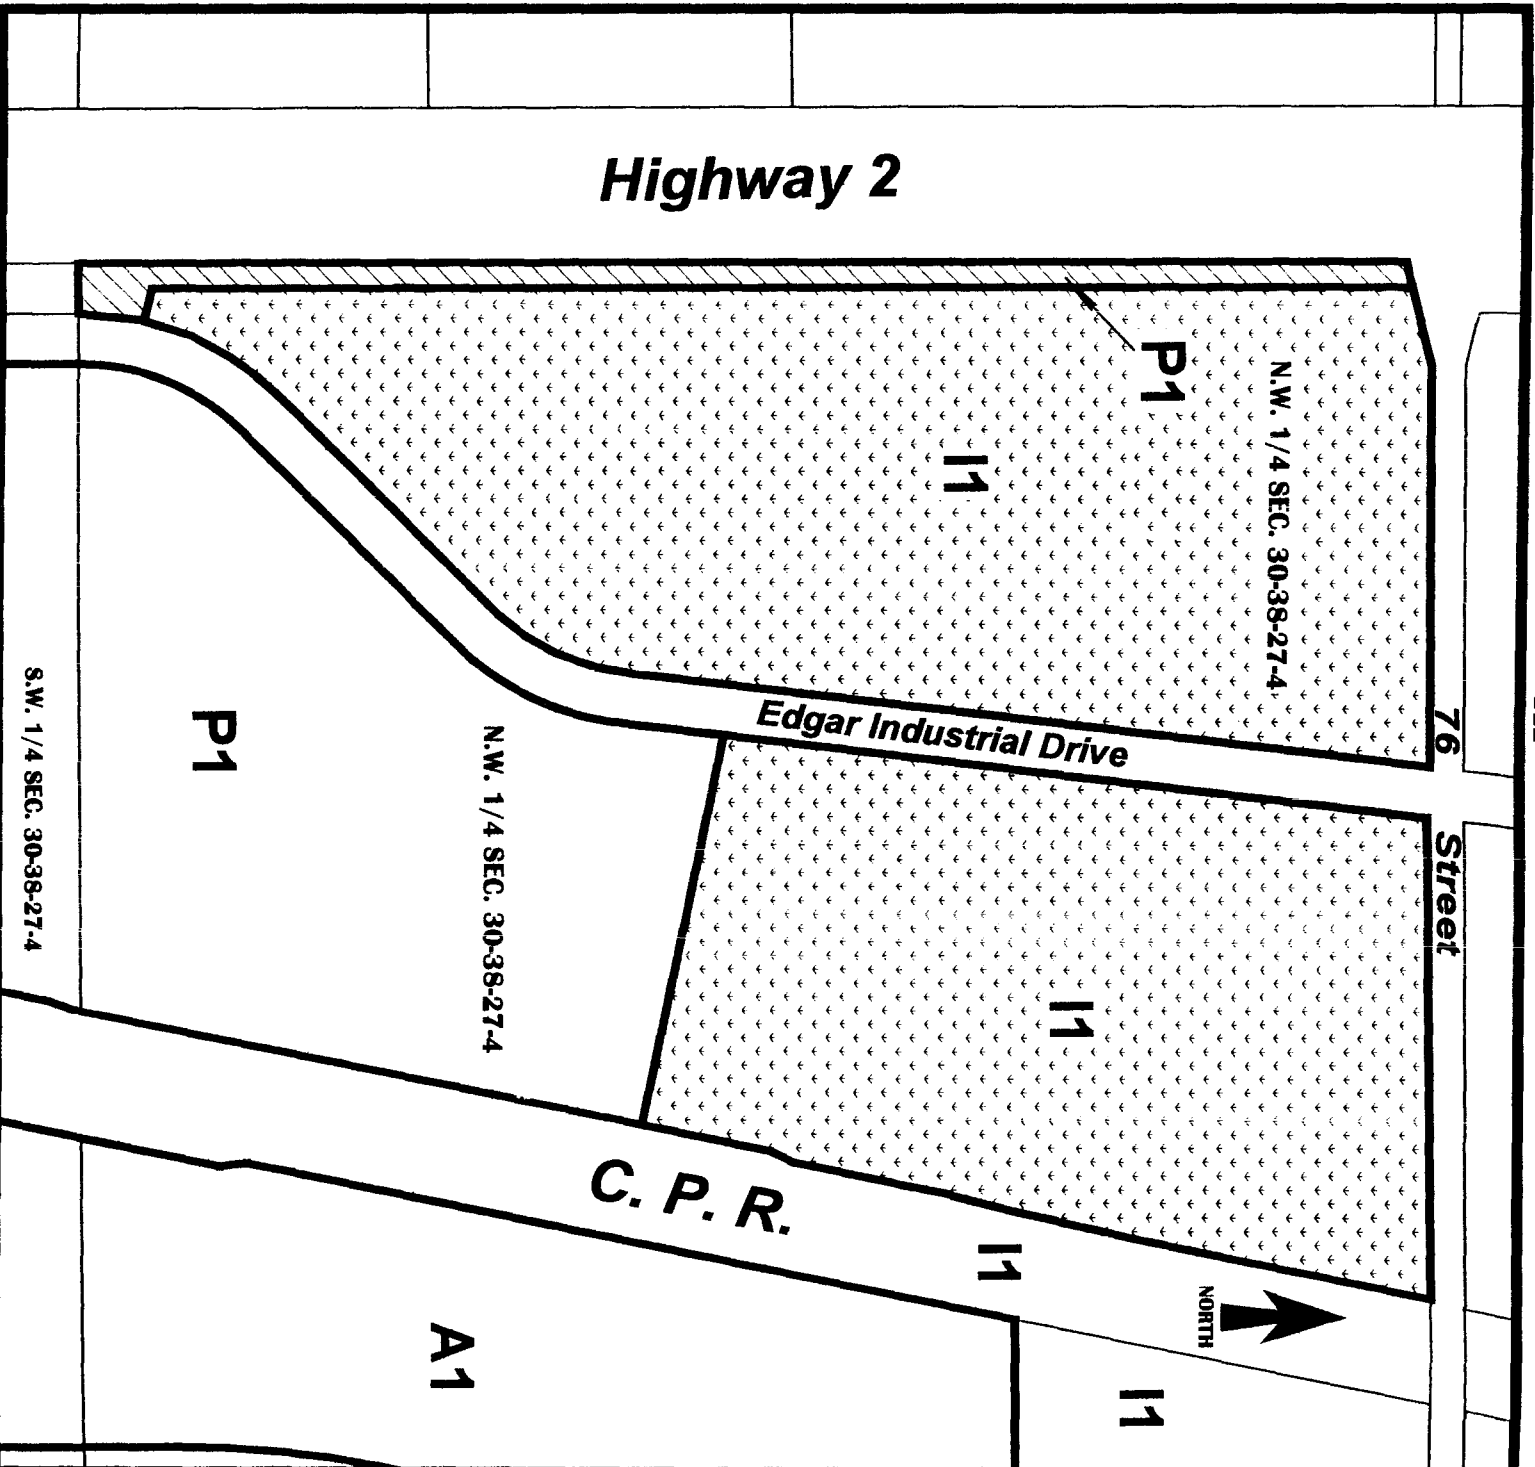 Highway 2
P1
N.W. 1/4 SEC. 30-38-27-4
I1
76 Street
Edgar Industrial Drive
P1
N.W. 1/4 SEC. 30-38-27-4
S.W. 1/4 SEC. 30-38-27-4
I1
C. P. R.
I1
NORTH
A1
I1